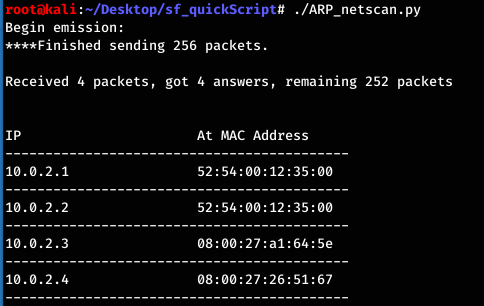 root@kali:~/Desktop/sf_quickScript# ./ARP_netscan.py
Begin emission:
****Finished sending 256 packets.
Received 4 packets, got 4 answers, remaining 252 packets
IP At MAC Address
-------------------------------------------
10.0.2.1 52:54:00:12:35:00
-------------------------------------------
10.0.2.2 52:54:00:12:35:00
-------------------------------------------
10.0.2.3 08:00:27:a1:64:5e
-------------------------------------------
10.0.2.4 08:00:27:26:51:67
-------------------------------------------